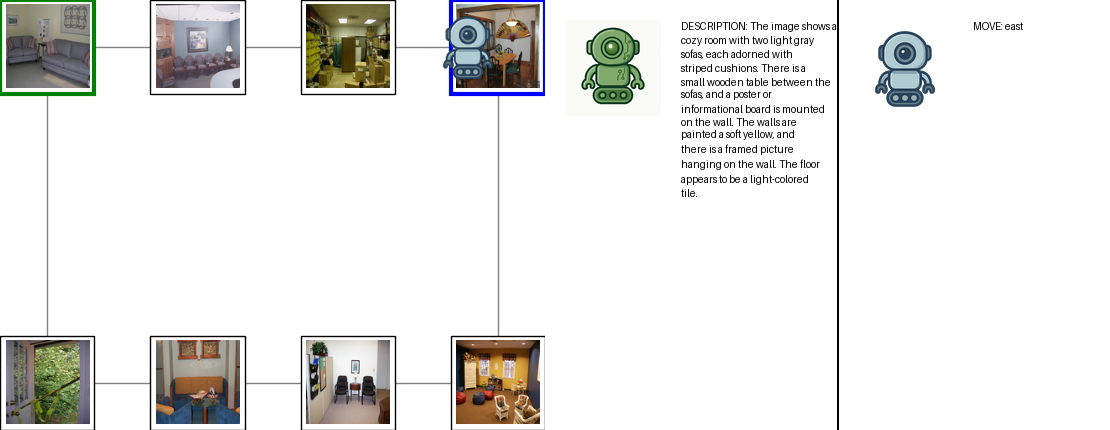 DESCRIPTION: The image shows a
cozy room with two light gray
sofas, each adorned with
striped cushions. There is a
small wooden table between the
sofas, and a poster or
informational board is mounted
on the wall. The walls are
painted a soft yellow, and
there is a framed picture
hanging on the wall. The floor
appears to be a light-colored
tile.
MOVE: east